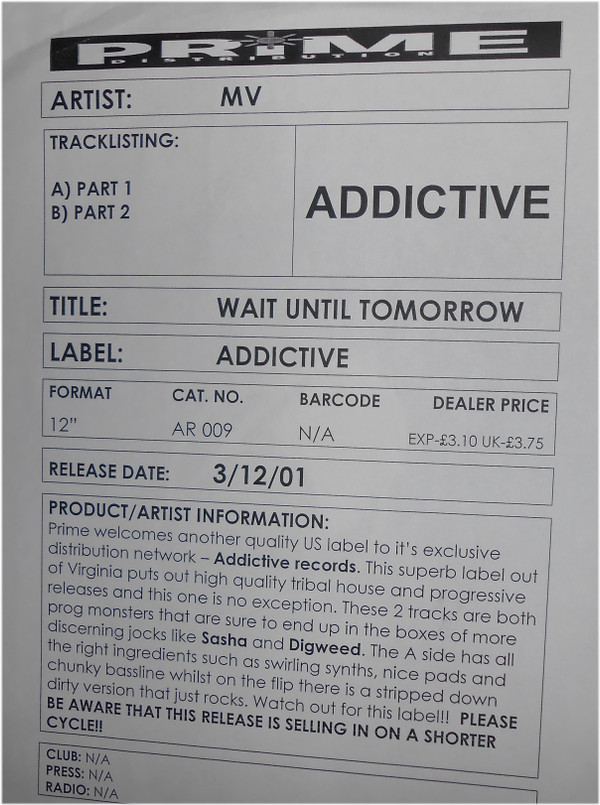 PRIME
DISTRIBUTION
ARTIST: MV
TRACKLISTING:
A) PART 1
B) PART 2
ADDICTIVE
TITLE: WAIT UNTIL TOMORROW
LABEL: ADDICTIVE
FORMAT CAT. NO. BARCODE DEALER PRICE
12” AR 009 N/A EXP-£3.10 UK-£3.75
RELEASE DATE: 3/12/01
PRODUCT/ARTIST INFORMATION:
Prime welcomes another quality US label to it’s exclusive
distribution network – Addictive records. This superb label out
of Virginia puts out high quality tribal house and progressive
releases and this one is no exception. These 2 tracks are both
prog monsters that are sure to end up in the boxes of more
discerning jocks like Sasha and Digweed. The A side has all
the right ingredients such as swirling synths, nice pads and
chunky bassline whilst on the flip there is a stripped down
dirty version that just rocks. Watch out for this label!!! PLEASE
BE AWARE THAT THIS RELEASE IS SELLING IN ON A SHORTER
CYCLE!!
CLUB: N/A
PRESS: N/A
RADIO: N/A